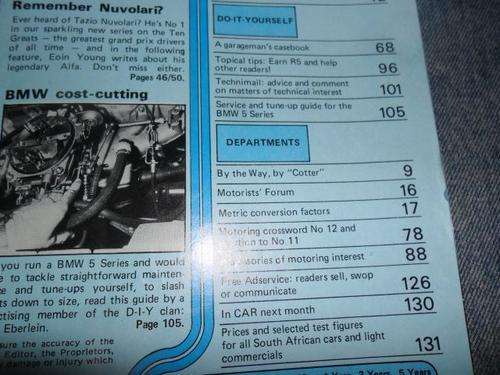 Remember Nuvolari?
Ever heard of Tazio Nuvolari? He's No 1
in our sparkling new series on the Ten
Greats — the greatest grand prix drivers
of all time — and in the following
feature, Eoin Young writes about his
legendary Alfa. Don't miss either.
Pages 46/50.
BMW cost-cutting
you run a BMW 5 Series and would
to tackle straightforward mainten-
and tune-ups yourself, to slash
ts down to size, read this guide by a
ctising member of the D-I-Y clan:
Eberlein.
Page 105.
sure the accuracy of the
Editor, the Proprietors,
damage or injury which
DO-IT-YOURSELF
A garageman's casebook 68
Topical tips: Earn R5 and help
other readers! 96
Technimail: advice and comment
on matters of technical interest 101
Service and tune-up guide for the
BMW 5 Series 105
DEPARTMENTS
By the Way, by "Cotter" 9
Motorists' Forum 16
Metric conversion factors 17
Motoring crossword No 12 and
to No 11 78
of motoring interest 88
Free Adservice: readers sell, swop
or communicate 126
In CAR next month 130
Prices and selected test figures
for all South African cars and light
commercials 131